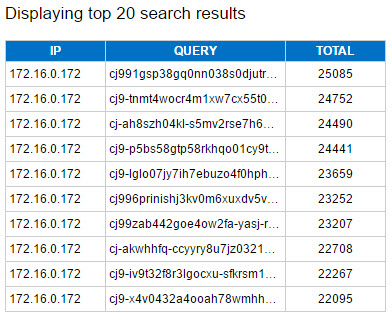 Displaying top 20 search results
IP QUERY TOTAL
172.16.0.172 cj991gsp38gq0nn038s0djutr... 25085
172.16.0.172 cj9-tnmt4wocr4m1xw7cx55t0... 24752
172.16.0.172 cj-ah8szh04kl-s5mv2rse7h6... 24490
172.16.0.172 cj9-p5bs58gtp58rkhqo01cy9t... 24441
172.16.0.172 cj9-lglo07jy7ih7ebuzo4f0hph... 23659
172.16.0.172 cj996prinishj3kv0m6xuxdv5v... 23252
172.16.0.172 cj99zab442goe4ow2fa-yasj-r... 23207
172.16.0.172 cj-akwhhfq-ccyyry8u7jz0321... 22708
172.16.0.172 cj9-iv9t32f8r3lgocxu-sfkrsm1... 22267
172.16.0.172 cj9-x4v0432a4ooah78wmhh... 22095